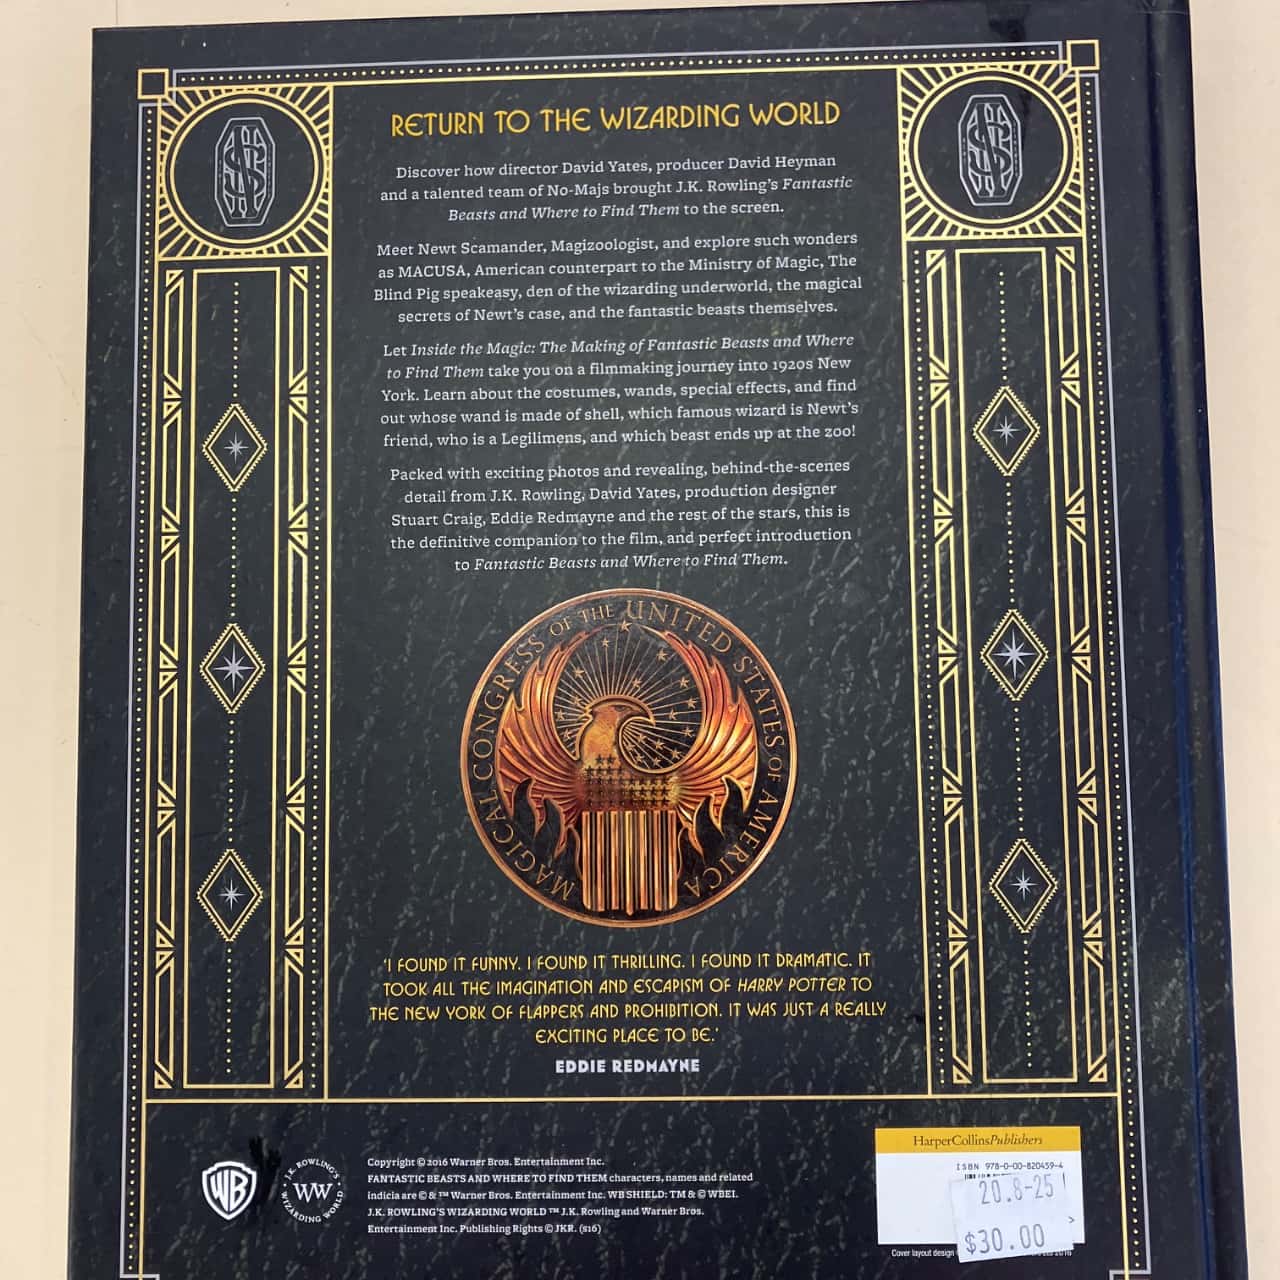 RETURN TO THE WIZARDING WORLD
Discover how director David Yates, producer David Heyman
and a talented team of No-Majs brought J.K. Rowling's Fantastic
Beasts and Where to Find Them to the screen.
Meet Newt Scamander, Magizoologist, and explore such wonders
as MACUSA, American counterpart to the Ministry of Magic, The
Blind Pig speakeasy, den of the wizarding underworld, the magical
secrets of Newt's case, and the fantastic beasts themselves.
Let Inside the Magic: The Making of Fantastic Beasts and Where
to Find Them take you on a filmmaking journey into 1920s New
York. Learn about the costumes, wands, special effects, and find
out whose wand is made of shell, which famous wizard is Newt's
friend, who is a Legilimens, and which beast ends up at the zoo!
Packed with exciting photos and revealing, behind-the-scenes
detail from J.K. Rowling, David Yates, production designer
Stuart Craig, Eddie Redmayne and the rest of the stars, this is
the definitive companion to the film, and perfect introduction
to Fantastic Beasts and Where to Find Them.
MAGICAL CONGRESS OF THE UNITED STATES OF AMERICA
'I FOUND IT FUNNY. I FOUND IT THRILLING. I FOUND IT DRAMATIC. IT
TOOK ALL THE IMAGINATION AND ESCAPISM OF HARRY POTTER TO
THE NEW YORK OF FLAPPERS AND PROHIBITION. IT WAS JUST A REALLY
EXCITING PLACE TO BE.'
EDDIE REDMAYNE
WB
J.K. ROWLING'S
WW
WIZARDING WORLD
Copyright © 2016 Warner Bros. Entertainment Inc.
FANTASTIC BEASTS AND WHERE TO FIND THEM characters, names and related
indicia are © & ™ Warner Bros. Entertainment Inc. WB SHIELD: TM & © WBEI.
J.K. ROWLING'S WIZARDING WORLD ™ J.K. Rowling and Warner Bros.
Entertainment Inc. Publishing Rights © JKR. (s16)
HarperCollinsPublishers
ISBN 978-0-00-820459-4
20.8-25
$30.00
>
Cover layout design
2016